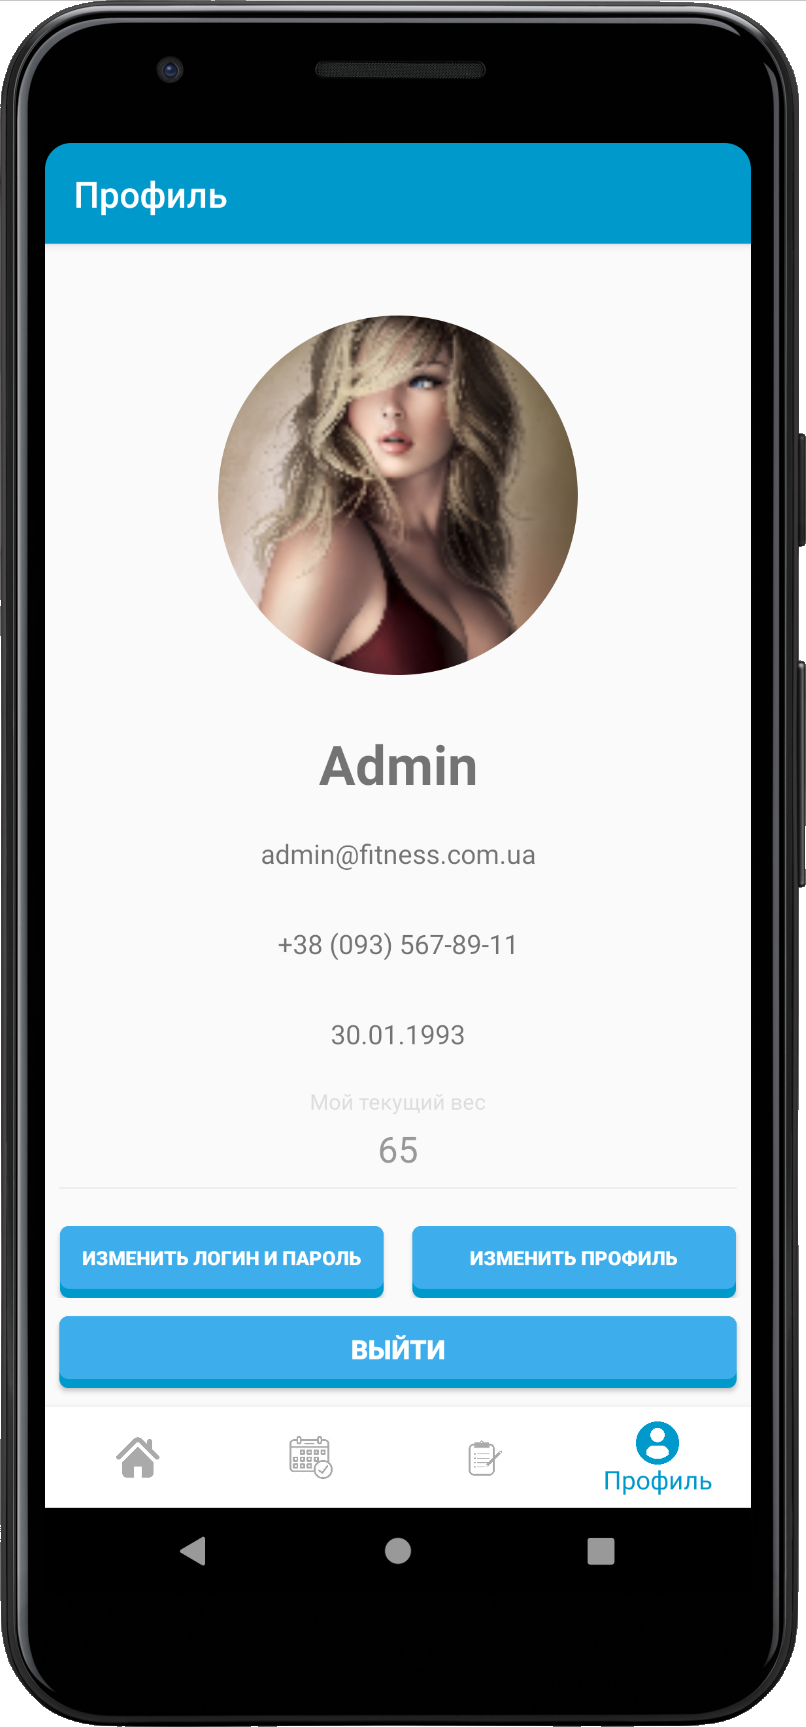 Профиль
Admin
admin@fitness.com.ua
+38 (093) 567-89-11
30.01.1993
Мой текущий вес
65
ИЗМЕНИТЬ ЛОГИН И ПАРОЛЬ
ИЗМЕНИТЬ ПРОФИЛЬ
ВЫЙТИ
Профиль